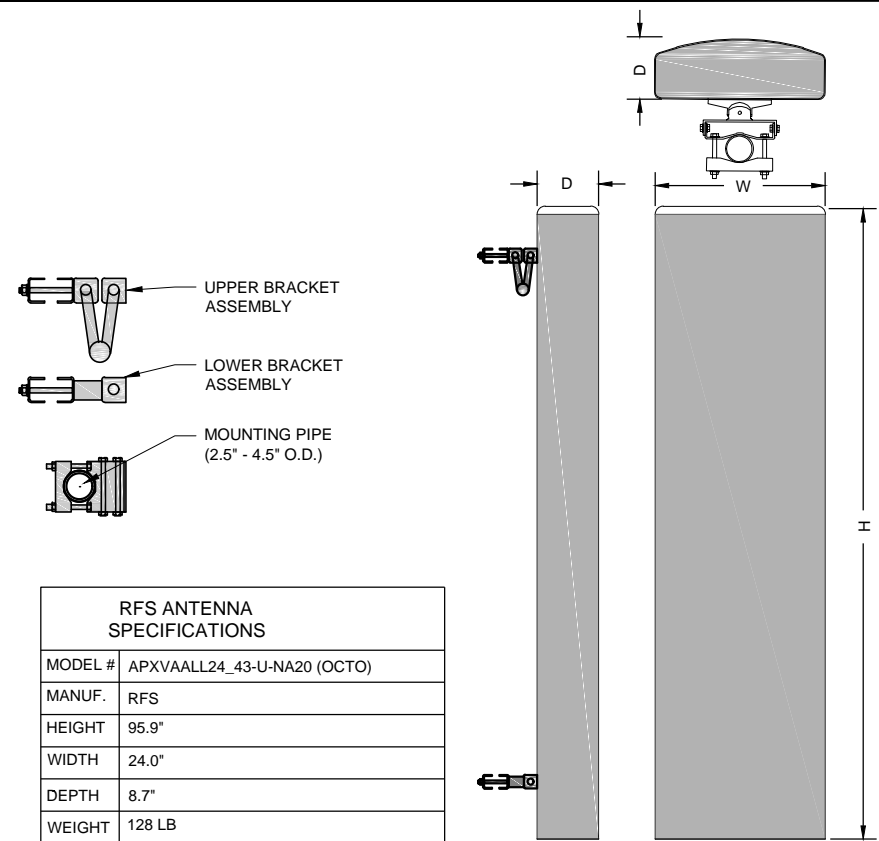 D
D
W
H
UPPER BRACKET
ASSEMBLY
LOWER BRACKET
ASSEMBLY
MOUNTING PIPE
(2.5" - 4.5" O.D.)
RFS ANTENNA
SPECIFICATIONS
MODEL # APXVAALL24_43-U-NA20 (OCTO)
MANUF. RFS
HEIGHT 95.9"
WIDTH 24.0"
DEPTH 8.7"
WEIGHT 128 LB